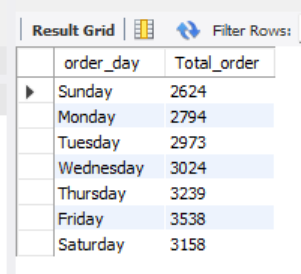 Result Grid Filter Rows:
order_day Total_order
Sunday 2624
Monday 2794
Tuesday 2973
Wednesday 3024
Thursday 3239
Friday 3538
Saturday 3158